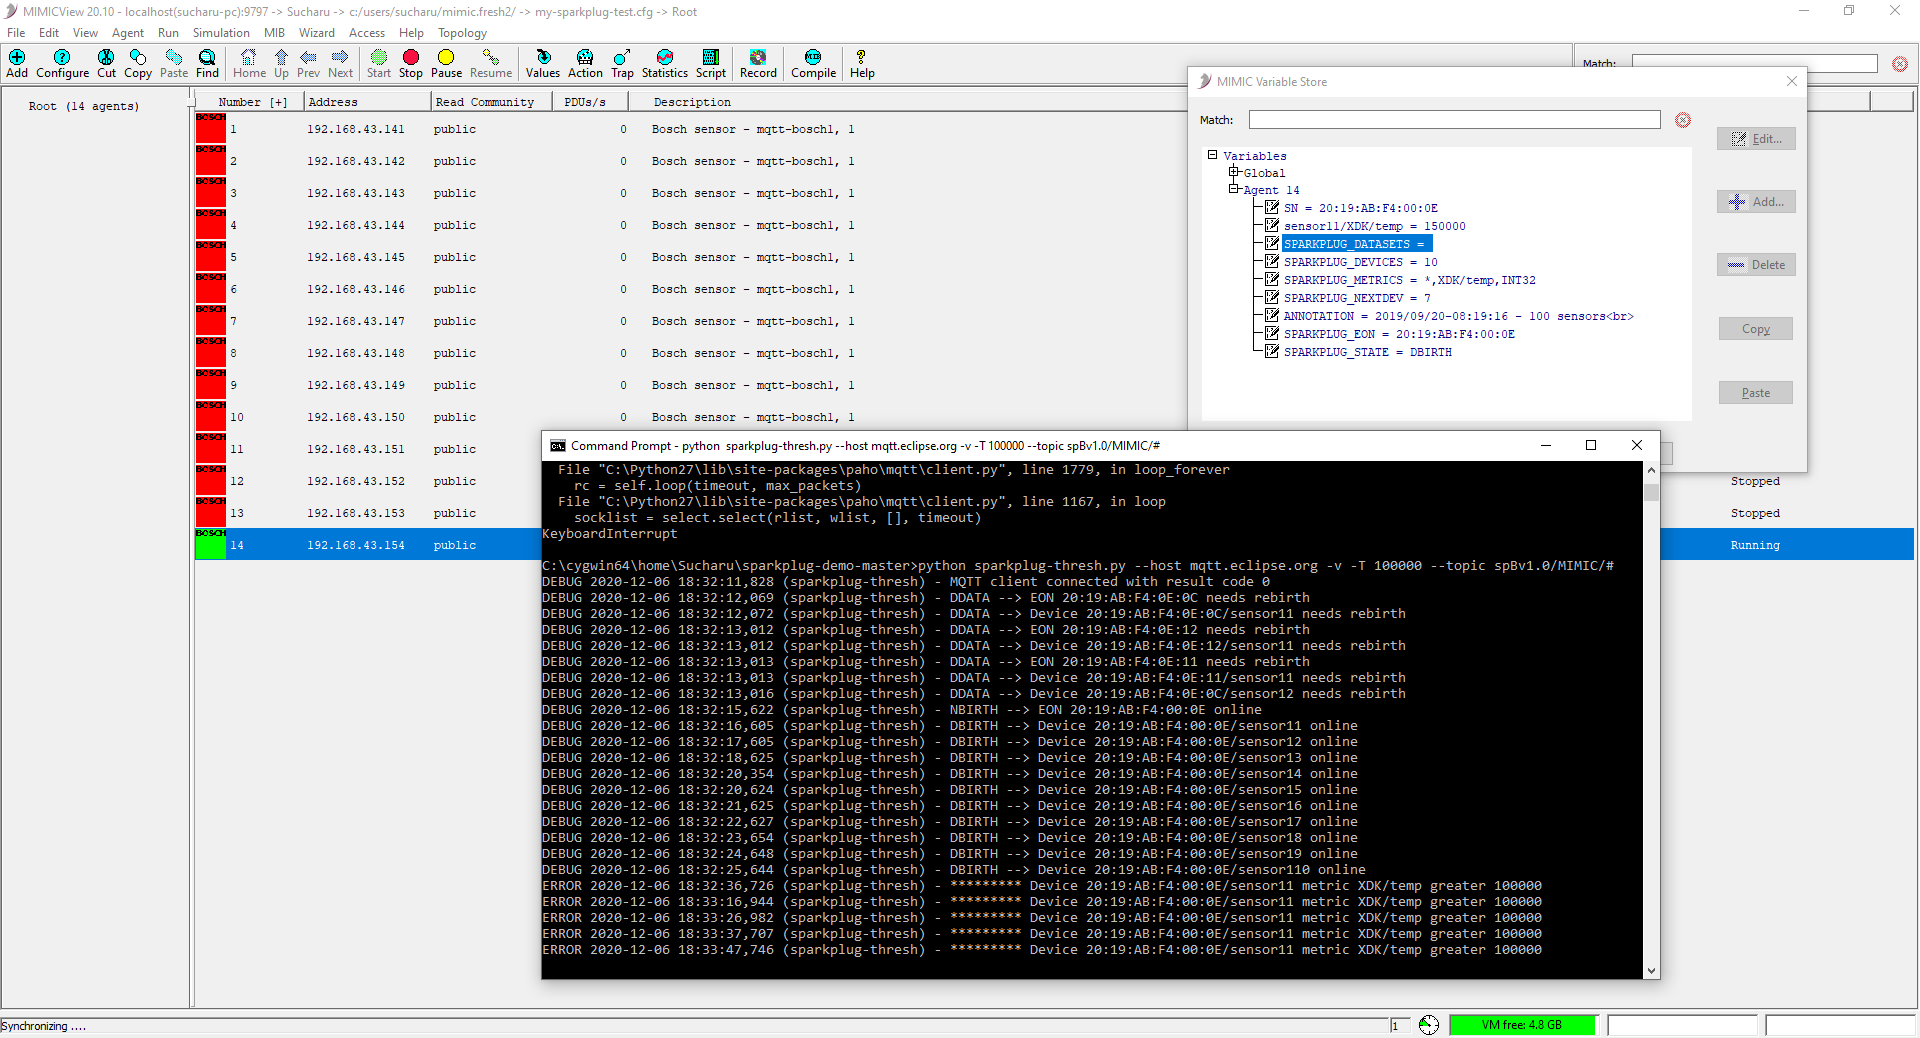 MIMICView 20.10 - localhost(sucharu-pc):9797 -> Sucharu -> c:/users/sucharu/mimic.fresh2/ -> my-sparkplug-test.cfg -> Root
File Edit View Agent Run Simulation MIB Wizard Access Help Topology
Add Configure Cut Copy Paste Find Home Up Prev Next Start Stop Pause Resume Values Action Trap Statistics Script Record Compile Help
Match:
Root (14 agents)
Number [+] Address Read Community PDUs/s Description
BOSCH 1 192.168.43.141 public 0 Bosch sensor - mqtt-bosch1, 1
BOSCH 2 192.168.43.142 public 0 Bosch sensor - mqtt-bosch1, 1
BOSCH 3 192.168.43.143 public 0 Bosch sensor - mqtt-bosch1, 1
BOSCH 4 192.168.43.144 public 0 Bosch sensor - mqtt-bosch1, 1
BOSCH 5 192.168.43.145 public 0 Bosch sensor - mqtt-bosch1, 1
BOSCH 6 192.168.43.146 public 0 Bosch sensor - mqtt-bosch1, 1
BOSCH 7 192.168.43.147 public 0 Bosch sensor - mqtt-bosch1, 1
BOSCH 8 192.168.43.148 public 0 Bosch sensor - mqtt-bosch1, 1
BOSCH 9 192.168.43.149 public 0 Bosch sensor - mqtt-bosch1, 1
BOSCH 10 192.168.43.150 public 0 Bosch sensor - mqtt-bosch1, 1
BOSCH 11 192.168.43.151 public
BOSCH 12 192.168.43.152 public Stopped
BOSCH 13 192.168.43.153 public Stopped
BOSCH 14 192.168.43.154 public Running
MIMIC Variable Store
Match:
Variables
Global
Agent 14
SN = 20:19:AB:F4:00:0E
sensor11/XDK/temp = 150000
SPARKPLUG_DATASETS =
SPARKPLUG_DEVICES = 10
SPARKPLUG_METRICS = *,XDK/temp,INT32
SPARKPLUG_NEXTDEV = 7
ANNOTATION = 2019/09/20-08:19:16 - 100 sensors<br>
SPARKPLUG_EON = 20:19:AB:F4:00:0E
SPARKPLUG_STATE = DBIRTH
Edit...
Add...
Delete
Copy
Paste
Command Prompt - python  sparkplug-thresh.py --host mqtt.eclipse.org -v -T 100000 --topic spBv1.0/MIMIC/#
File "C:\Python27\lib\site-packages\paho\mqtt\client.py", line 1779, in loop_forever
rc = self.loop(timeout, max_packets)
File "C:\Python27\lib\site-packages\paho\mqtt\client.py", line 1167, in loop
socklist = select.select(rlist, wlist, [], timeout)
KeyboardInterrupt
C:\cygwin64\home\Sucharu\sparkplug-demo-master>python sparkplug-thresh.py --host mqtt.eclipse.org -v -T 100000 --topic spBv1.0/MIMIC/#
DEBUG 2020-12-06 18:32:11,828 (sparkplug-thresh) - MQTT client connected with result code 0
DEBUG 2020-12-06 18:32:12,069 (sparkplug-thresh) - DDATA --> EON 20:19:AB:F4:0E:0C needs rebirth
DEBUG 2020-12-06 18:32:12,072 (sparkplug-thresh) - DDATA --> Device 20:19:AB:F4:0E:0C/sensor11 needs rebirth
DEBUG 2020-12-06 18:32:13,012 (sparkplug-thresh) - DDATA --> EON 20:19:AB:F4:0E:12 needs rebirth
DEBUG 2020-12-06 18:32:13,012 (sparkplug-thresh) - DDATA --> Device 20:19:AB:F4:0E:12/sensor11 needs rebirth
DEBUG 2020-12-06 18:32:13,013 (sparkplug-thresh) - DDATA --> EON 20:19:AB:F4:0E:11 needs rebirth
DEBUG 2020-12-06 18:32:13,013 (sparkplug-thresh) - DDATA --> Device 20:19:AB:F4:0E:11/sensor11 needs rebirth
DEBUG 2020-12-06 18:32:13,016 (sparkplug-thresh) - DDATA --> Device 20:19:AB:F4:0E:0C/sensor12 needs rebirth
DEBUG 2020-12-06 18:32:15,622 (sparkplug-thresh) - NBIRTH --> EON 20:19:AB:F4:00:0E online
DEBUG 2020-12-06 18:32:16,605 (sparkplug-thresh) - DBIRTH --> Device 20:19:AB:F4:00:0E/sensor11 online
DEBUG 2020-12-06 18:32:17,605 (sparkplug-thresh) - DBIRTH --> Device 20:19:AB:F4:00:0E/sensor12 online
DEBUG 2020-12-06 18:32:18,625 (sparkplug-thresh) - DBIRTH --> Device 20:19:AB:F4:00:0E/sensor13 online
DEBUG 2020-12-06 18:32:20,354 (sparkplug-thresh) - DBIRTH --> Device 20:19:AB:F4:00:0E/sensor14 online
DEBUG 2020-12-06 18:32:20,624 (sparkplug-thresh) - DBIRTH --> Device 20:19:AB:F4:00:0E/sensor15 online
DEBUG 2020-12-06 18:32:21,625 (sparkplug-thresh) - DBIRTH --> Device 20:19:AB:F4:00:0E/sensor16 online
DEBUG 2020-12-06 18:32:22,627 (sparkplug-thresh) - DBIRTH --> Device 20:19:AB:F4:00:0E/sensor17 online
DEBUG 2020-12-06 18:32:23,654 (sparkplug-thresh) - DBIRTH --> Device 20:19:AB:F4:00:0E/sensor18 online
DEBUG 2020-12-06 18:32:24,648 (sparkplug-thresh) - DBIRTH --> Device 20:19:AB:F4:00:0E/sensor19 online
DEBUG 2020-12-06 18:32:25,644 (sparkplug-thresh) - DBIRTH --> Device 20:19:AB:F4:00:0E/sensor110 online
ERROR 2020-12-06 18:32:36,726 (sparkplug-thresh) - ********* Device 20:19:AB:F4:00:0E/sensor11 metric XDK/temp greater 100000
ERROR 2020-12-06 18:33:16,944 (sparkplug-thresh) - ********* Device 20:19:AB:F4:00:0E/sensor11 metric XDK/temp greater 100000
ERROR 2020-12-06 18:33:26,982 (sparkplug-thresh) - ********* Device 20:19:AB:F4:00:0E/sensor11 metric XDK/temp greater 100000
ERROR 2020-12-06 18:33:37,707 (sparkplug-thresh) - ********* Device 20:19:AB:F4:00:0E/sensor11 metric XDK/temp greater 100000
ERROR 2020-12-06 18:33:47,746 (sparkplug-thresh) - ********* Device 20:19:AB:F4:00:0E/sensor11 metric XDK/temp greater 100000
Synchronizing .... 1 VM free: 4.8 GB